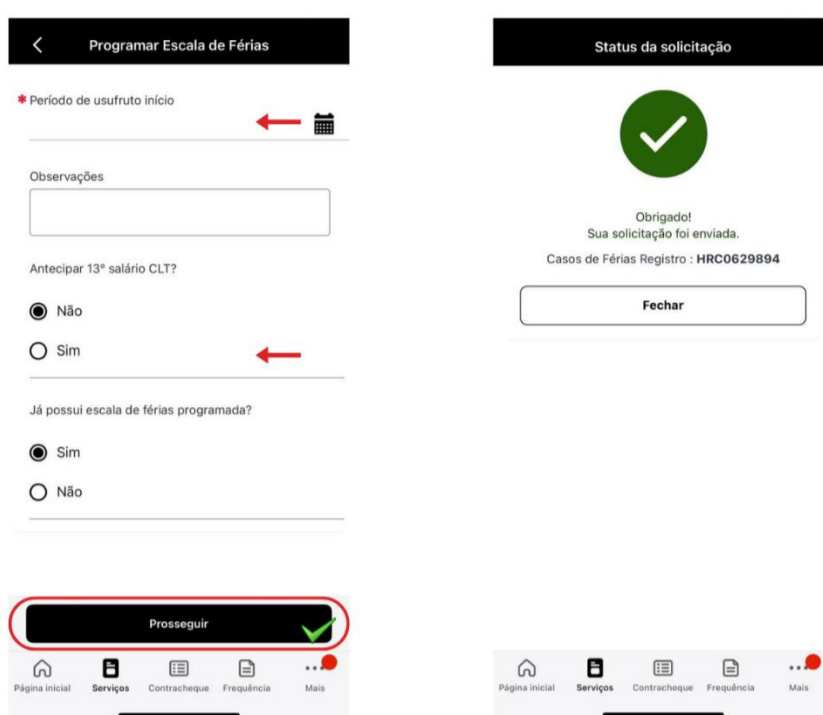 Programar Escala de Férias
* Período de usufruto início
Observações
Antecipar 13º salário CLT?
Não
Sim
Já possui escala de férias programada?
Sim
Não
Prosseguir
Página inicial Serviços Contracheque Frequência Mais
Status da solicitação
Obrigado!
Sua solicitação foi enviada.
Casos de Férias Registro : HRC0629894
Fechar
Página inicial Serviços Contracheque Frequência Mais